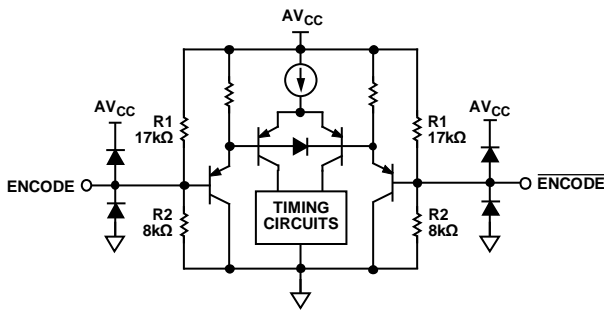 AVCC
AVCC
R1
17kΩ
R1
17kΩ
AVCC
ENCODE
ENCODE
R2
8kΩ
TIMING
CIRCUITS
R2
8kΩ